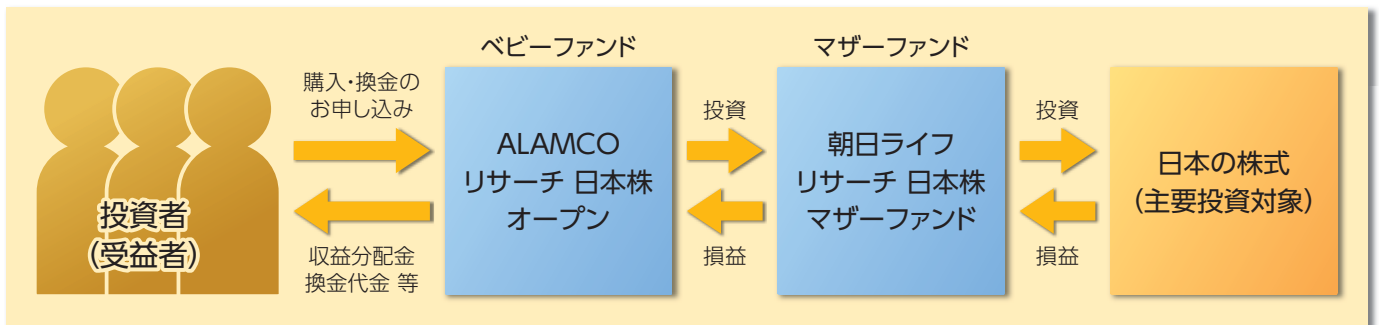 ベビーファンド
マザーファンド
購入・換金の
お申し込み
投資
投資
ALAMCO
リサーチ 日本株
オープン
朝日ライフ
リサーチ 日本株
マザーファンド
日本の株式
（主要投資対象）
投資者
（受益者）
収益分配金
換金代金 等
損益
損益